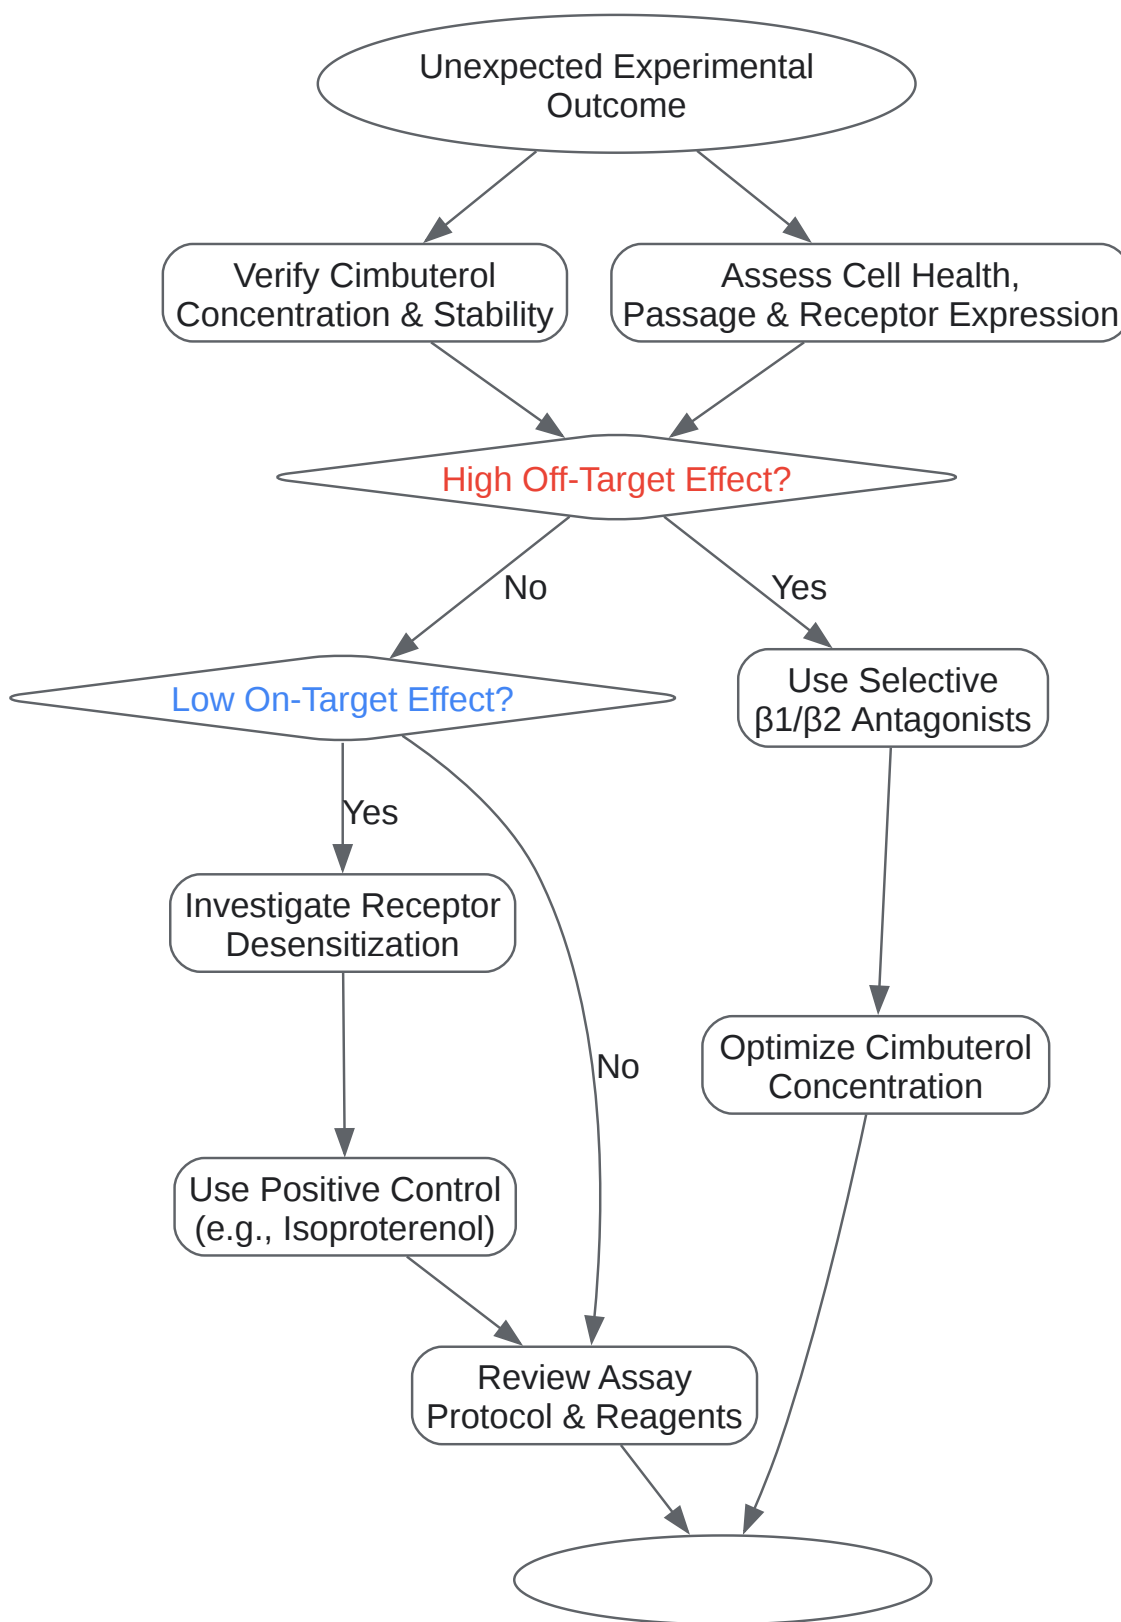 Unexpected Experimental
Outcome
Verify Cimbuterol
Concentration & Stability
Assess Cell Health,
Passage & Receptor Expression
High Off-Target Effect?
No
Yes
Low On-Target Effect?
Use Selective
β1/β2 Antagonists
Yes
Investigate Receptor
Desensitization
No
Optimize Cimbuterol
Concentration
Use Positive Control
(e.g., Isoproterenol)
Review Assay
Protocol & Reagents